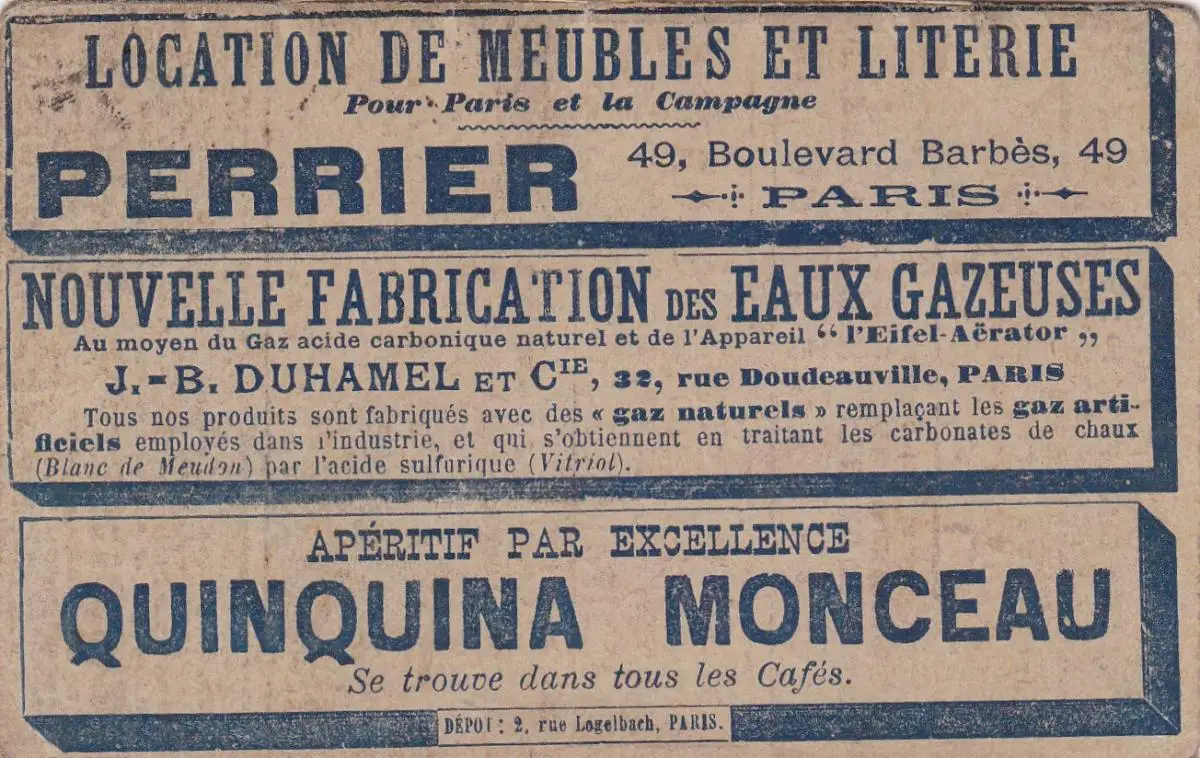 LOCATION DE MEUBLES ET LITERIE
Pour Paris et la Campagne
PERRIER
49, Boulevard Barbès, 49
PARIS
NOUVELLE FABRICATION DES EAUX GAZEUSES
Au moyen du Gaz acide carbonique naturel et de l'Appareil “ l'Eifel-Aërator „
J.-B. DUHAMEL ET CIE, 32, rue Doudeauville, PARIS
Tous nos produits sont fabriqués avec des « gaz naturels » remplaçant les gaz arti-
ficiels employés dans l'industrie, et qui s'obtiennent en traitant les carbonates de chaux
(Blanc de Meudon) par l'acide sulfurique (Vitriol).
APÉRITIF PAR EXCELLENCE
QUINQUINA MONCEAU
Se trouve dans tous les Cafés.
DÉPOT : 2, rue Logelbach, PARIS.